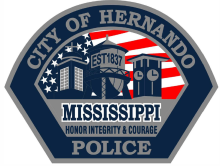 CITY OF HERNANDO
EST 1837
MISSISSIPPI
HONOR INTEGRITY & COURAGE
POLICE